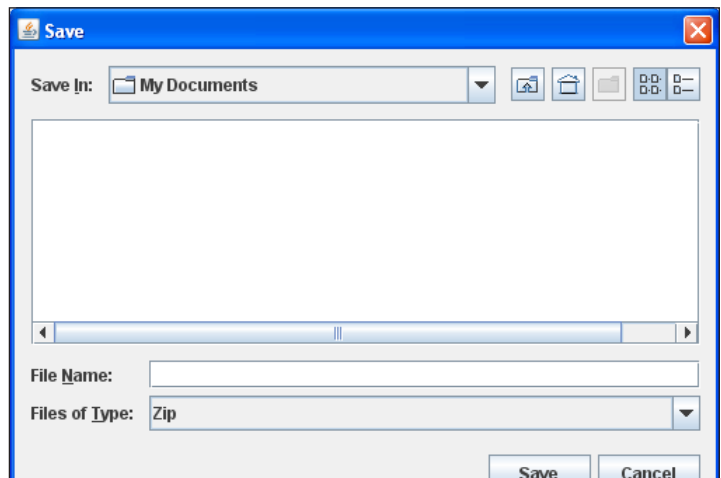 Save
Save In: My Documents
File Name:
Files of Type: Zip
Save Cancel